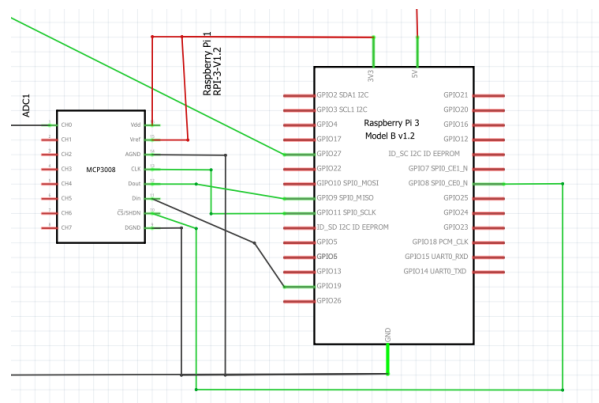 Raspberry Pi 1
RPI-3-V1.2
ADC1
CH0
CH1
CH2
CH3
CH4
CH5
CH6
CH7
MCP3008
Vdd
Vref
AGND
CLK
Dout
Din
CS/SHDN
DGND
3V3
5V
GPIO2 SDA1 I2C
GPIO3 SCL1 I2C
GPIO4
GPIO17
GPIO27
GPIO22
GPIO10 SPI0_MOSI
GPIO9 SPI0_MISO
GPIO11 SPI0_SCLK
ID_SD I2C ID EEPROM
GPIO5
GPIO6
GPIO13
GPIO19
GPIO26
Raspberry Pi 3
Model B v1.2
GPIO21
GPIO20
GPIO16
GPIO12
ID_SC I2C ID EEPROM
GPIO7 SPI0_CE1_N
GPIO8 SPI0_CE0_N
GPIO25
GPIO24
GPIO23
GPIO18 PCM_CLK
GPIO15 UART0_RXD
GPIO14 UART0_TXD
GND